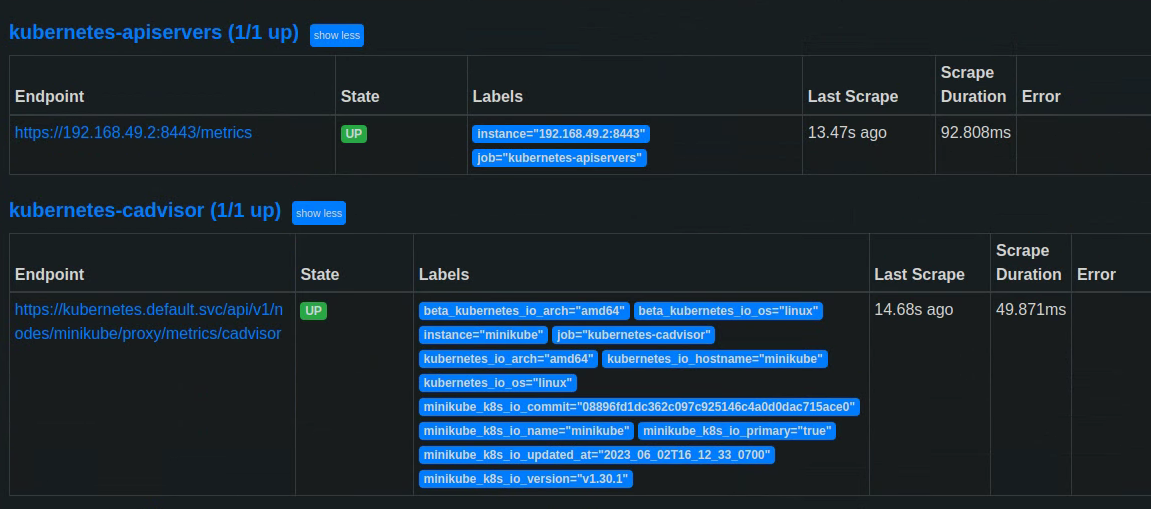 kubernetes-apiservers (1/1 up) show less
Endpoint State Labels Last Scrape Scrape Duration Error
https://192.168.49.2:8443/metrics UP instance="192.168.49.2:8443" 13.47s ago 92.808ms
job="kubernetes-apiservers"
kubernetes-cadvisor (1/1 up) show less
Endpoint State Labels Last Scrape Scrape Duration Error
https://kubernetes.default.svc/api/v1/n UP beta_kubernetes_io_arch="amd64" beta_kubernetes_io_os="linux" 14.68s ago 49.871ms
odes/minikube/proxy/metrics/cadvisor instance="minikube" job="kubernetes-cadvisor"
kubernetes_io_arch="amd64" kubernetes_io_hostname="minikube"
kubernetes_io_os="linux"
minikube_k8s_io_commit="08896fd1dc362c097c925146c4a0d0dac715ace0"
minikube_k8s_io_name="minikube" minikube_k8s_io_primary="true"
minikube_k8s_io_updated_at="2023_06_02T16_12_33_0700"
minikube_k8s_io_version="v1.30.1"